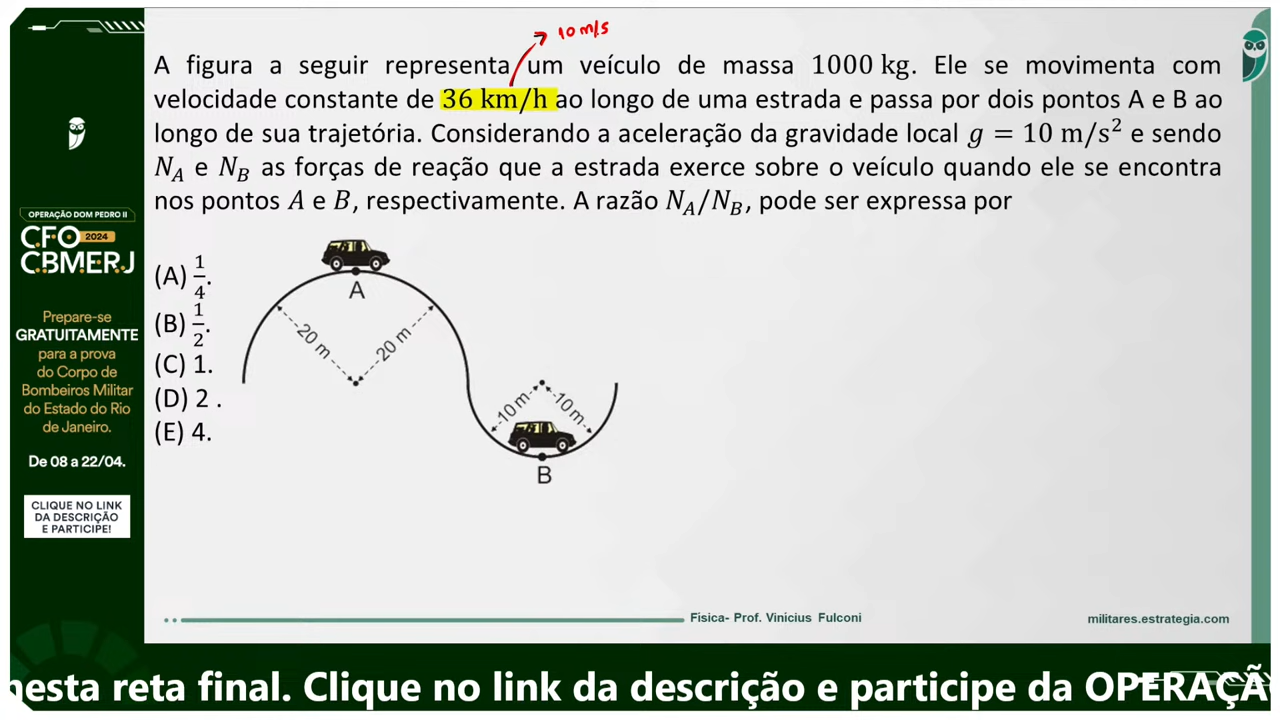 10 m/s
A figura a seguir representa um veículo de massa 1000 kg. Ele se movimenta com
velocidade constante de 36 km/h ao longo de uma estrada e passa por dois pontos A e B ao
longo de sua trajetória. Considerando a aceleração da gravidade local g = 10 m/s² e sendo
N_A e N_B as forças de reação que a estrada exerce sobre o veículo quando ele se encontra
nos pontos A e B, respectivamente. A razão N_A/N_B, pode ser expressa por
(A) 1/4.
(B) 1/2.
(C) 1.
(D) 2 .
(E) 4.
A
20 m
20 m
10 m
10 m
B
OPERAÇÃO DOM PEDRO II
CFO 2024
CBMERJ
Prepare-se
GRATUITAMENTE
para a prova
do Corpo de
Bombeiros Militar
do Estado do Rio
de Janeiro.
De 08 a 22/04.
CLIQUE NO LINK
DA DESCRIÇÃO
E PARTICIPE!
Fisica- Prof. Vinicius Fulconi
militares.estrategia.com
nesta reta final. Clique no link da descrição e participe da OPERAÇÃ